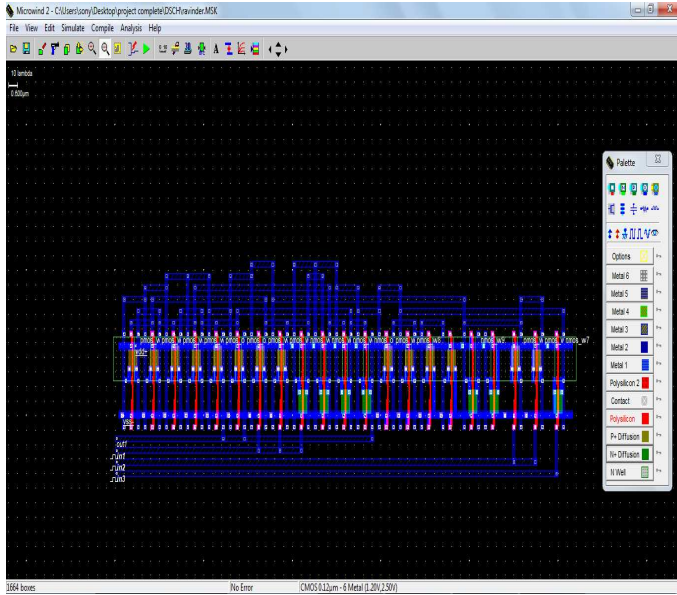 Microwind 2 - C:\Users\sony\Desktop\project complete\DSCH\ravinder.MSK
File View Edit Simulate Compile Analysis Help
10 lambda
0.600µm
Palette
Options
Metal 6
Metal 5
Metal 4
Metal 3
Metal 2
Metal 1
Polysilicon 2
Contact
Polysilicon
P+ Diffusion
N+ Diffusion
N Well
VDD+
VSS-
out1
in1
in2
in3
1664 boxes No Error CMOS 0.12µm - 6 Metal (1.20V,2.50V)